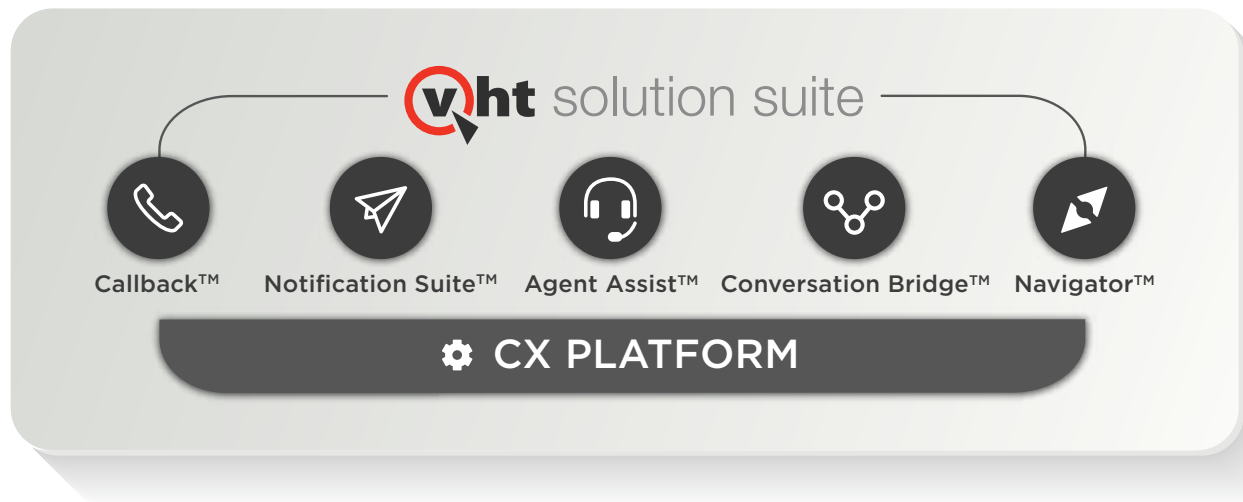 vht solution suite
Callback™ Notification Suite™ Agent Assist™ Conversation Bridge™ Navigator™
CX PLATFORM